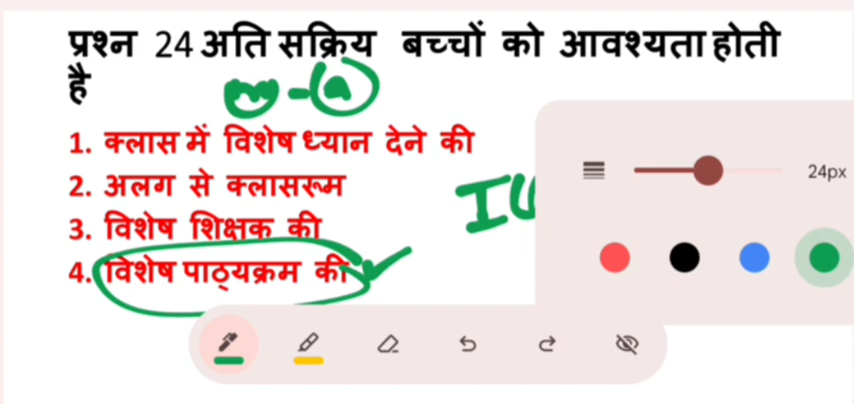 प्रश्न 24 अति सक्रिय बच्चों को आवश्यता होती
है
m - a
1. क्लास में विशेष ध्यान देने की
2. अलग से क्लासरूम
3. विशेष शिक्षक की
4. विशेष पाठ्यक्रम की
24px